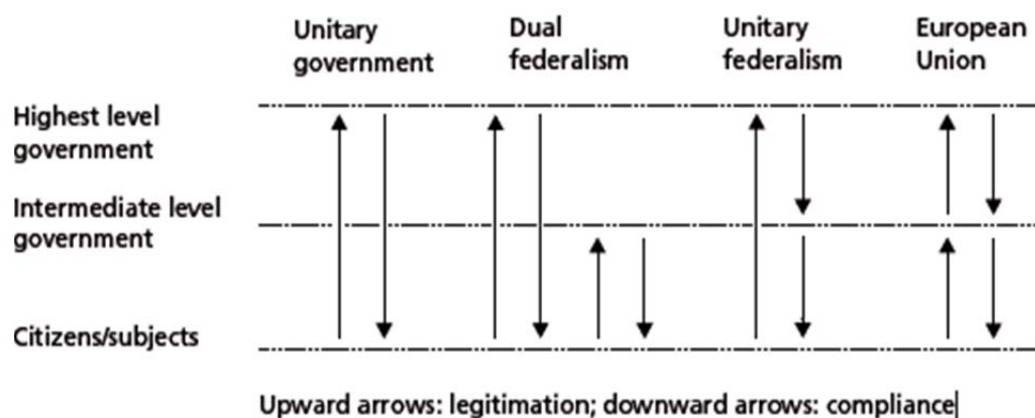 Unitary government
Dual federalism
Unitary federalism
European Union
Highest level government
Intermediate level government
Citizens/subjects
Upward arrows: legitimation; downward arrows: compliance